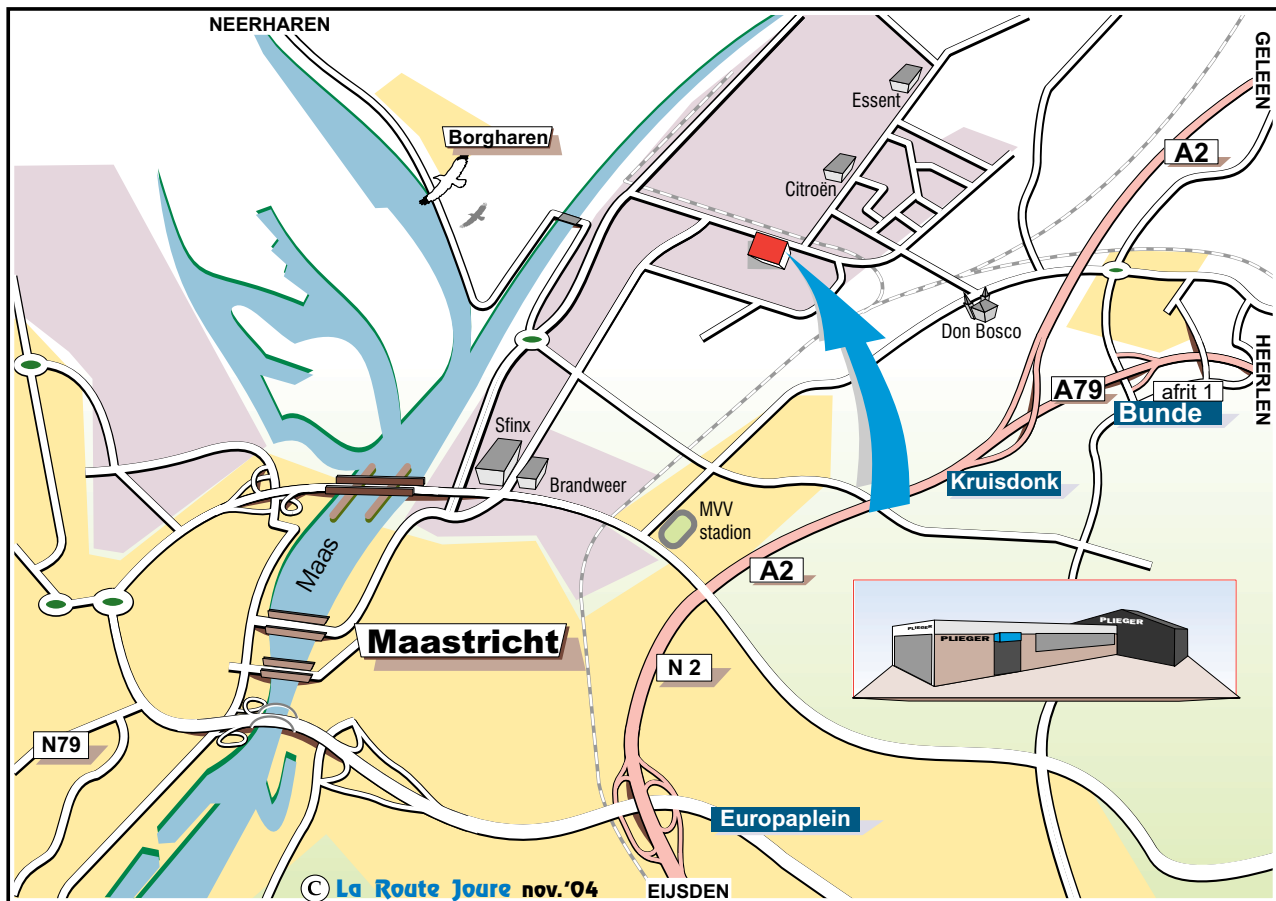 NEERHAREN
GELEEN
Essent
Borgharen
A2
Citroën
Don Bosco
HEERLEN
A79
afrit 1
Bunde
Sfinx
Kruisdonk
Brandweer
MVV
stadion
Maas
A2
PLIEGER
PLIEGER
PLIEGER
Maastricht
N 2
N79
Europaplein
© La Route Joure nov.'04
EIJSDEN